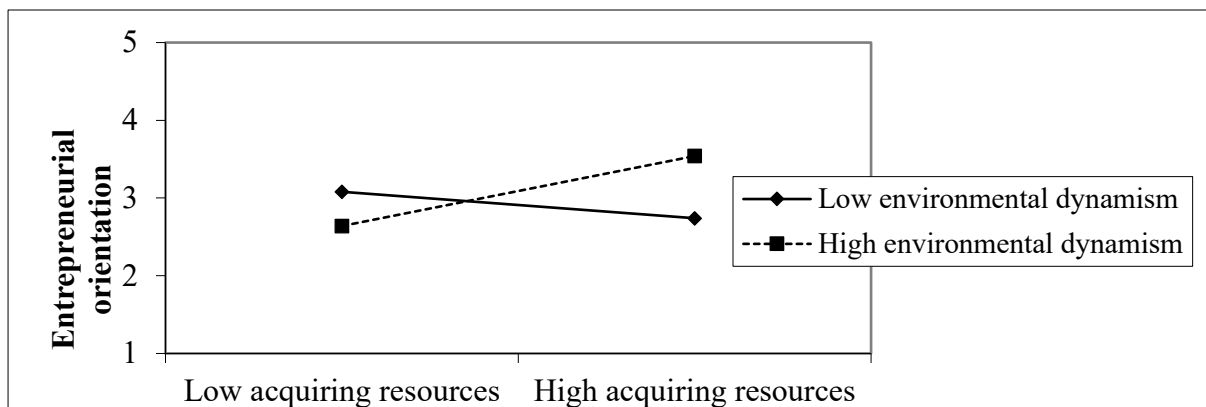 5
4
3
2
1
Entrepreneurial
orientation
Low acquiring resources
High acquiring resources
Low environmental dynamism
High environmental dynamism